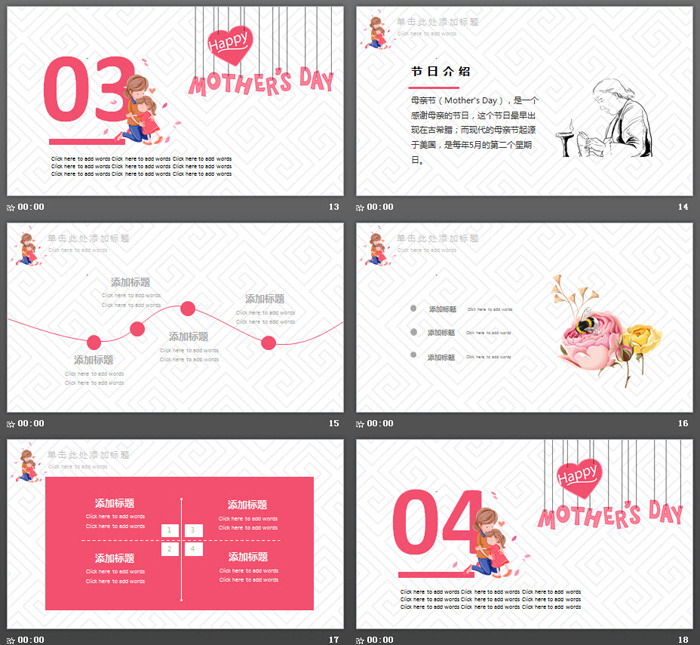 03
Happy
MOTHER'S DAY
Click here to add words Click here to add words Click here to add words
Click here to add words Click here to add words Click here to add words
Click here to add words Click here to add words Click here to add words
00:00
13
单击此处添加标题
Click here to add words
节日介绍
母亲节（Mother's Day），是一个
感谢母亲的节日，这个节日最早出
现在古希腊；而现代的母亲节起源
于美国，是每年5月的第二个星期
日。
00:00
14
单击此处添加标题
Click here to add words
添加标题
Click here to add words
Click here to add words
添加标题
Click here to add words
Click here to add words
添加标题
Click here to add words
Click here to add words
添加标题
Click here to add words
Click here to add words
00:00
15
单击此处添加标题
Click here to add words
添加标题 Click here to add words
添加标题 Click here to add words
添加标题 Click here to add words
00:00
16
单击此处添加标题
Click here to add words
添加标题
Click here to add words
Click here to add words
添加标题
Click here to add words
Click here to add words
1 3
2 4
添加标题
Click here to add words
Click here to add words
添加标题
Click here to add words
Click here to add words
00:00
17
04
Happy
MOTHER'S DAY
Click here to add words Click here to add words Click here to add words
Click here to add words Click here to add words Click here to add words
Click here to add words Click here to add words Click here to add words
00:00
18